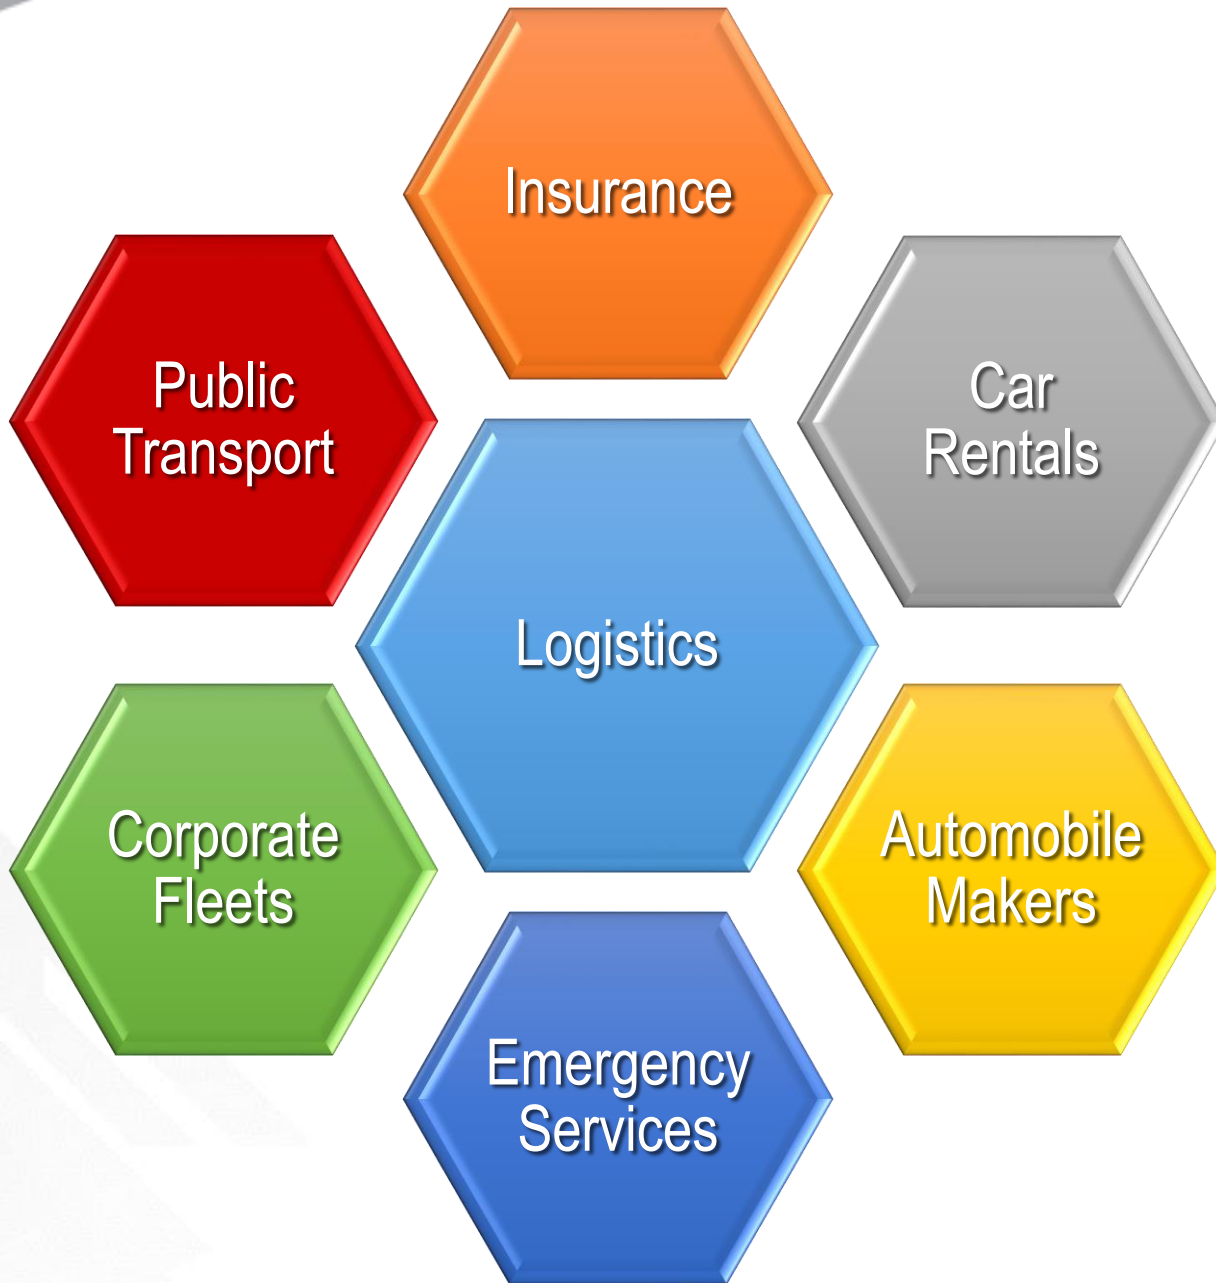 Insurance
Public
Transport
Car
Rentals
Logistics
Corporate
Fleets
Automobile
Makers
Emergency
Services